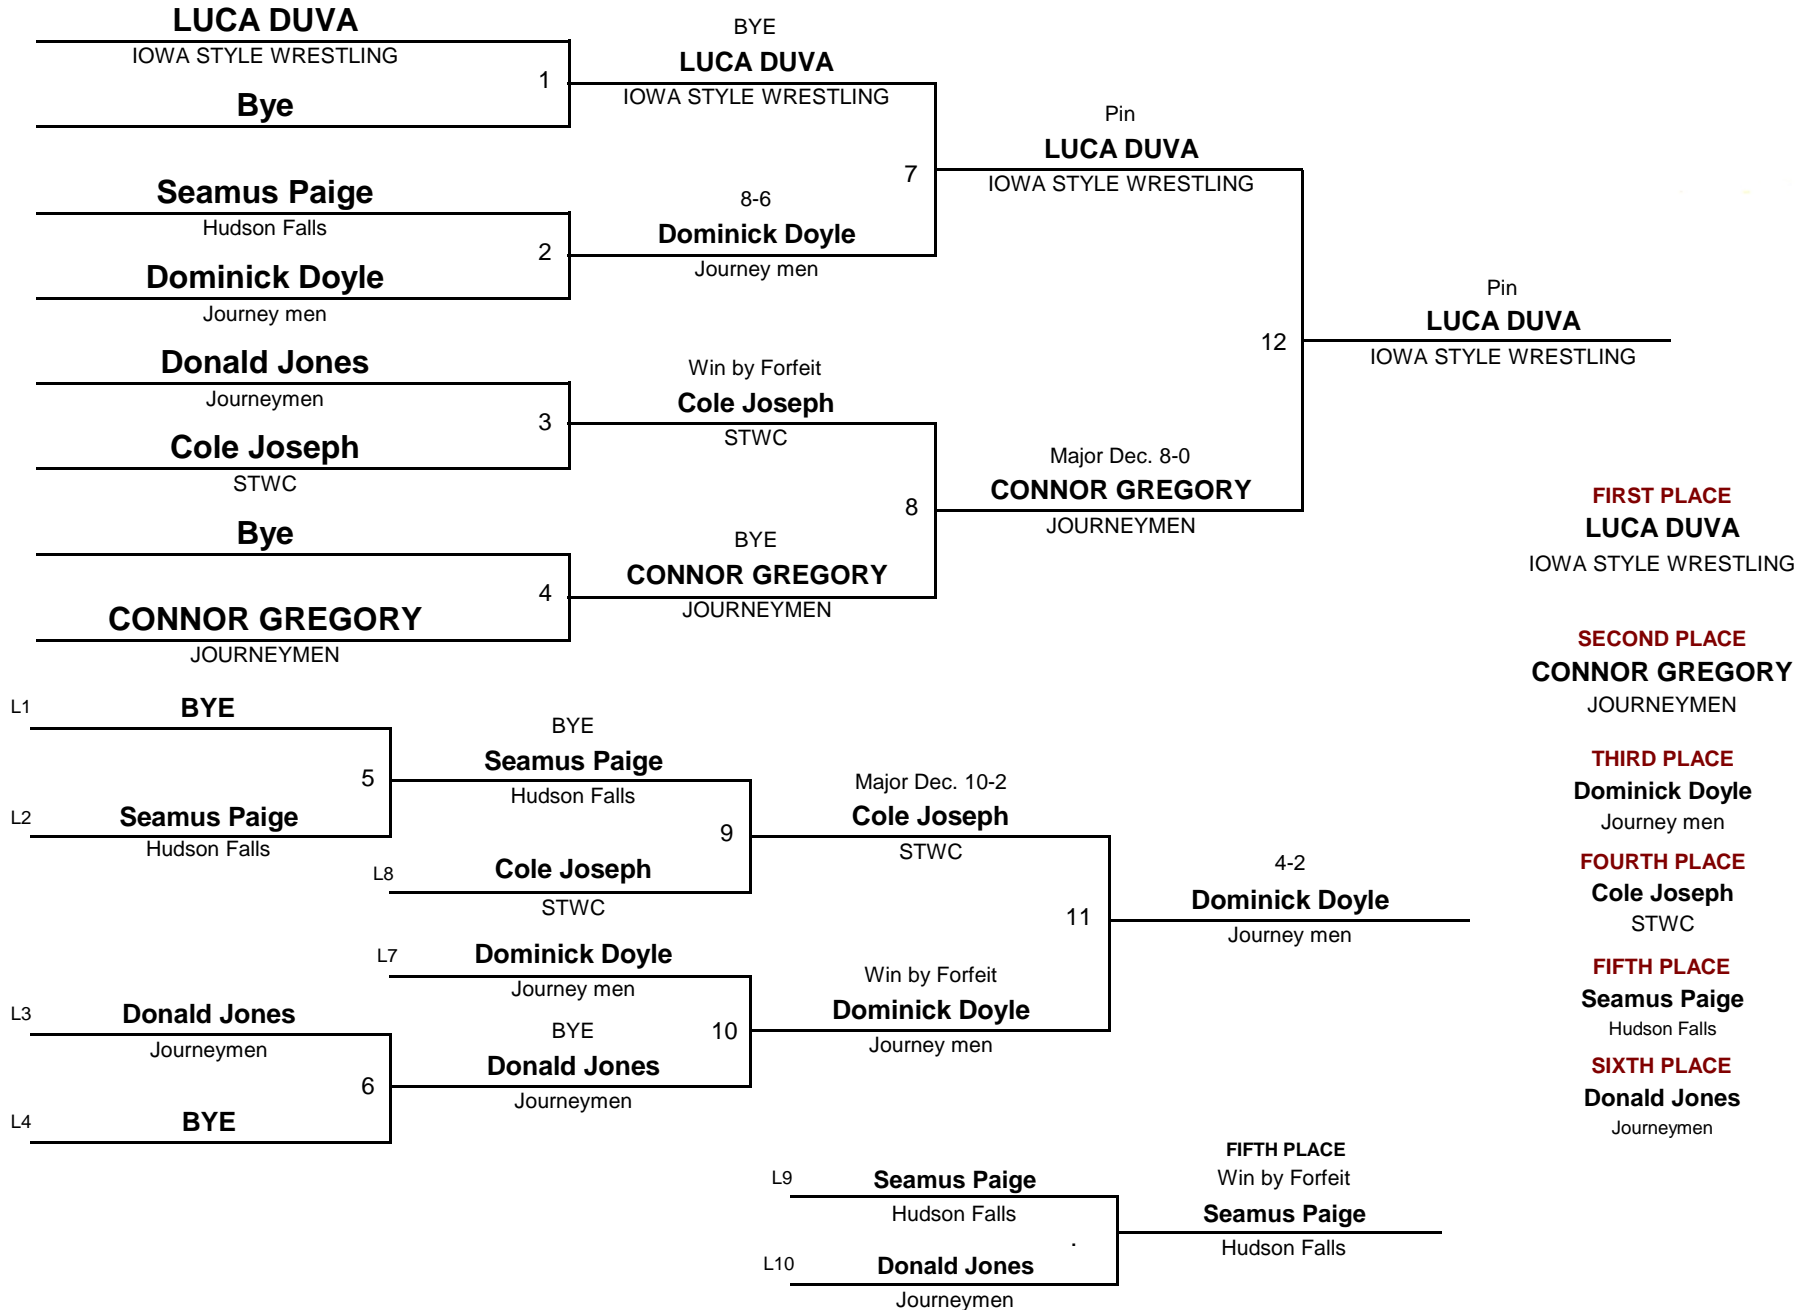 LUCA DUVA
IOWA STYLE WRESTLING
1
Bye
Seamus Paige
Hudson Falls
2
Dominick Doyle
Journey men
Donald Jones
Journeymen
3
Cole Joseph
STWC
Bye
4
CONNOR GREGORY
JOURNEYMEN
BYE
LUCA DUVA
IOWA STYLE WRESTLING
7
8-6
Dominick Doyle
Journey men
Win by Forfeit
Cole Joseph
STWC
8
BYE
CONNOR GREGORY
JOURNEYMEN
Pin
LUCA DUVA
IOWA STYLE WRESTLING
12
Major Dec. 8-0
CONNOR GREGORY
JOURNEYMEN
Pin
LUCA DUVA
IOWA STYLE WRESTLING
L1
BYE
5
L2
Seamus Paige
Hudson Falls
L3
Donald Jones
Journeymen
6
L4
BYE
BYE
Seamus Paige
Hudson Falls
9
L8
Cole Joseph
STWC
L7
Dominick Doyle
Journey men
10
BYE
Donald Jones
Journeymen
Major Dec. 10-2
Cole Joseph
STWC
11
Win by Forfeit
Dominick Doyle
Journey men
4-2
Dominick Doyle
Journey men
L9
Seamus Paige
Hudson Falls
.
L10
Donald Jones
Journeymen
FIFTH PLACE
Win by Forfeit
Seamus Paige
Hudson Falls
FIRST PLACE
LUCA DUVA
IOWA STYLE WRESTLING
SECOND PLACE
CONNOR GREGORY
JOURNEYMEN
THIRD PLACE
Dominick Doyle
Journey men
FOURTH PLACE
Cole Joseph
STWC
FIFTH PLACE
Seamus Paige
Hudson Falls
SIXTH PLACE
Donald Jones
Journeymen